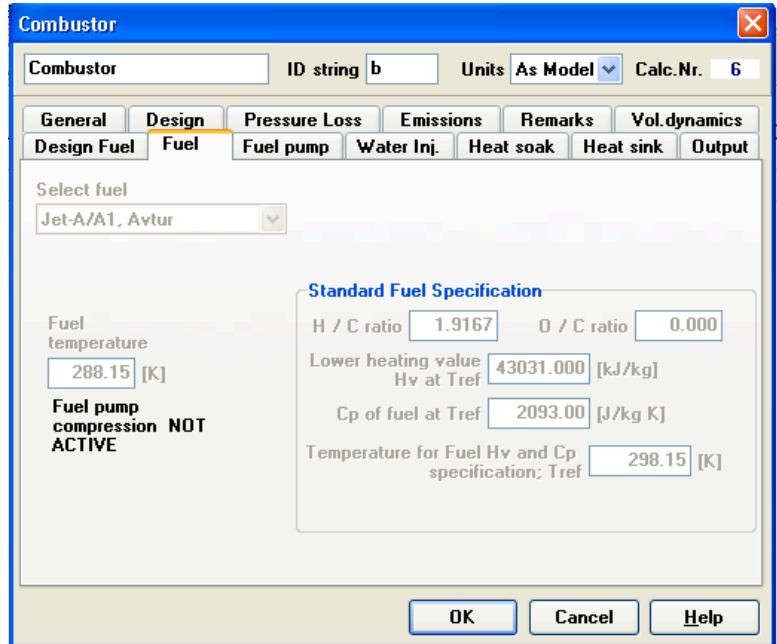 Combustor
Combustor ID string b Units As Model Calc.Nr. 6
General Design Pressure Loss Emissions Remarks Vol.dynamics
Design Fuel Fuel Fuel pump Water Inj. Heat soak Heat sink Output
Select fuel
Jet-A/A1, Avtur
Standard Fuel Specification
H / C ratio 1.9167 O / C ratio 0.000
Lower heating value
Hv at Tref 43031.000 [kJ/kg]
Cp of fuel at Tref 2093.00 [J/kg K]
Temperature for Fuel Hv and Cp
specification; Tref 298.15 [K]
Fuel
temperature
288.15 [K]
Fuel pump
compression NOT
ACTIVE
OK Cancel Help